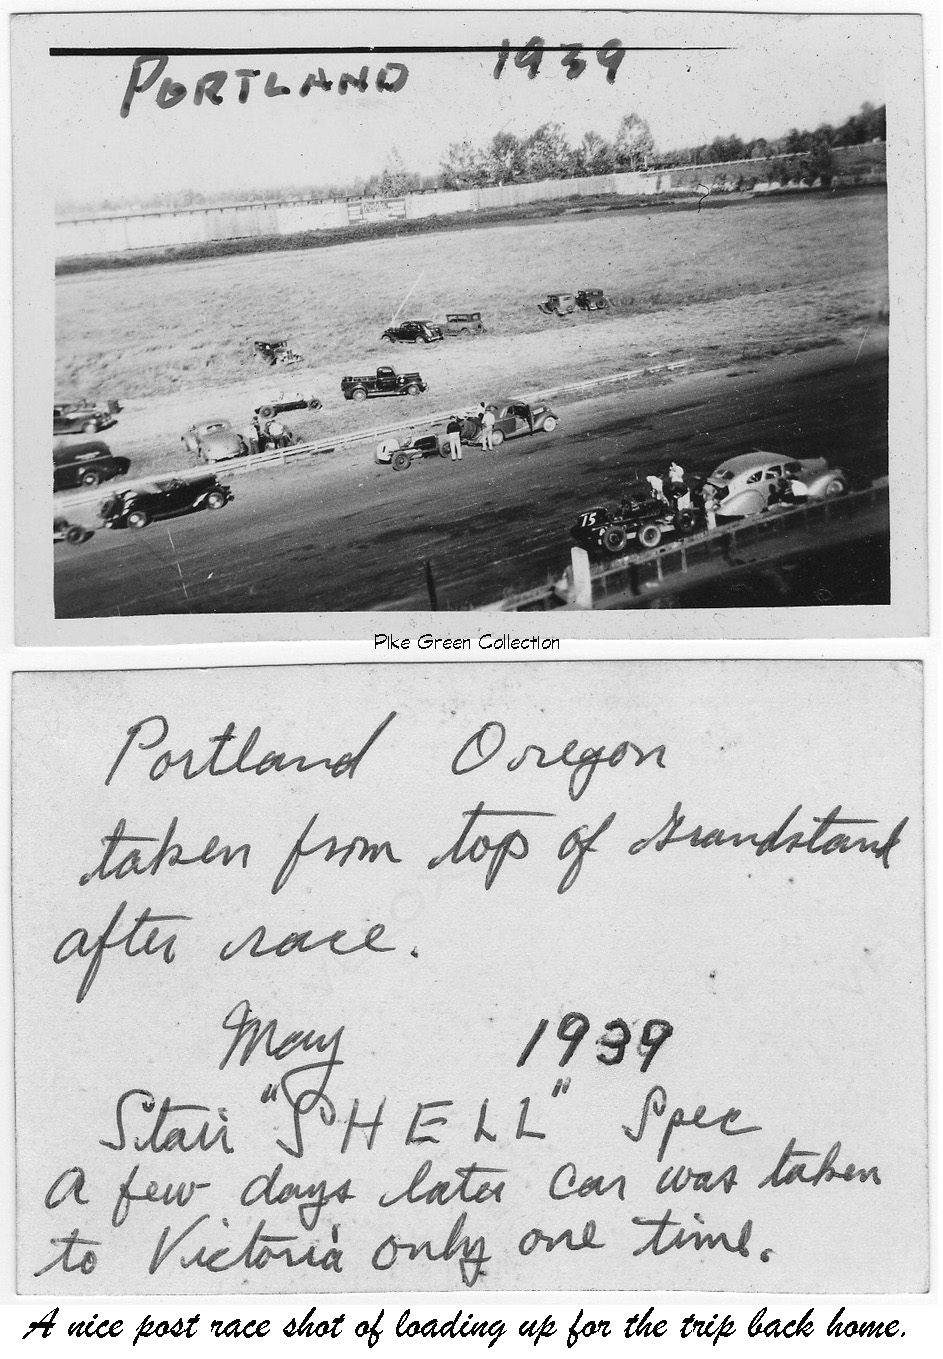 PORTLAND 1939
75
Pike Green Collection
Portland Oregon
taken from top of Grandstand
after race.
May 1939
Stair "SHELL" Spec
A few days later car was taken
to Victoria only one time.
A nice post race shot of loading up for the trip back home.